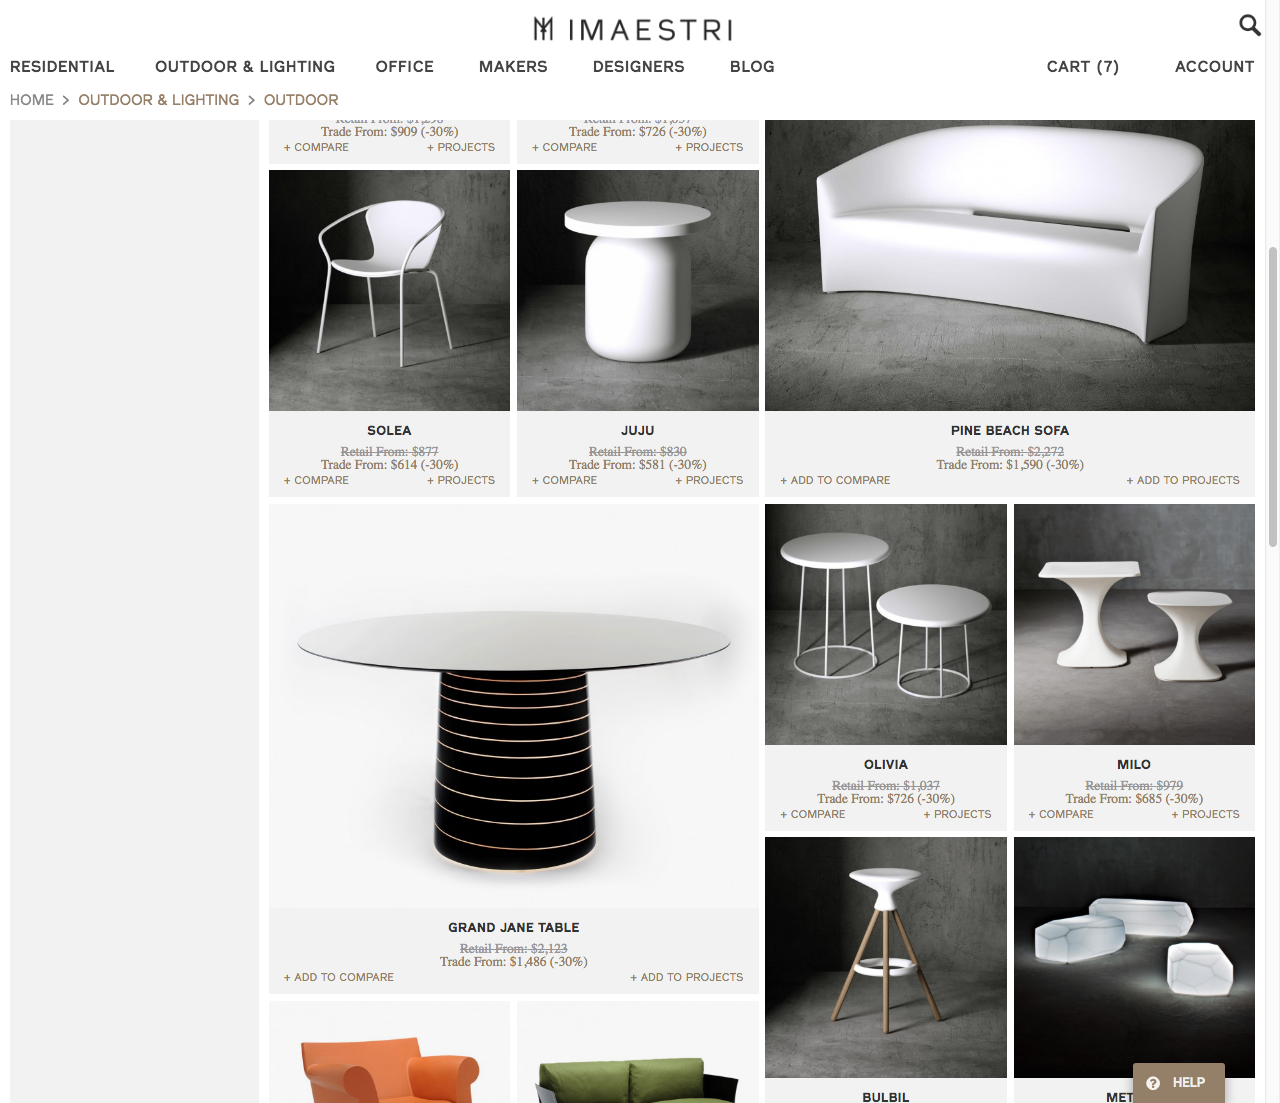 IMAESTRI
RESIDENTIAL OUTDOOR & LIGHTING OFFICE MAKERS DESIGNERS BLOG CART (7) ACCOUNT
HOME > OUTDOOR & LIGHTING > OUTDOOR
Trade From: $909 (-30%)
+ COMPARE + PROJECTS
Trade From: $726 (-30%)
+ COMPARE + PROJECTS
SOLEA
Retail From: $877
Trade From: $614 (-30%)
+ COMPARE + PROJECTS
JUJU
Retail From: $830
Trade From: $581 (-30%)
+ COMPARE + PROJECTS
PINE BEACH SOFA
Retail From: $2,272
Trade From: $1,590 (-30%)
+ ADD TO COMPARE + ADD TO PROJECTS
OLIVIA
Retail From: $1,037
Trade From: $726 (-30%)
+ COMPARE + PROJECTS
MILO
Retail From: $979
Trade From: $685 (-30%)
+ COMPARE + PROJECTS
GRAND JANE TABLE
Retail From: $2,123
Trade From: $1,486 (-30%)
+ ADD TO COMPARE + ADD TO PROJECTS
BULBIL
MET
? HELP